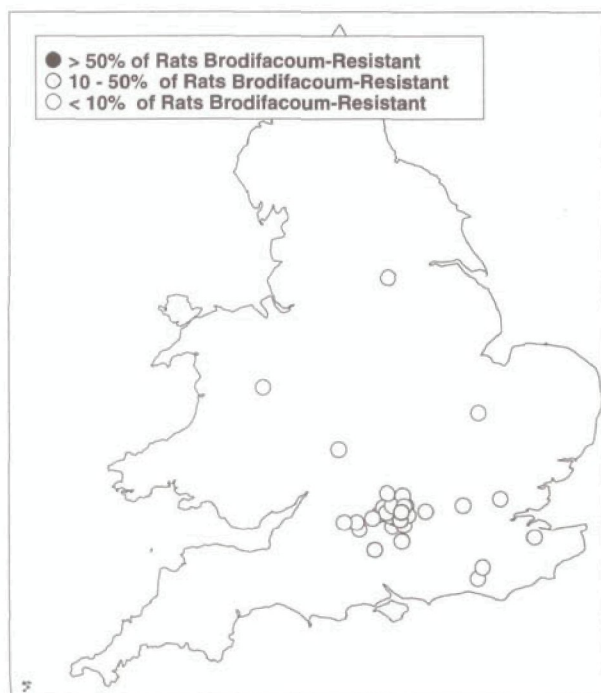 > 50% of Rats Brodifacoum-Resistant
10 - 50% of Rats Brodifacoum-Resistant
< 10% of Rats Brodifacoum-Resistant